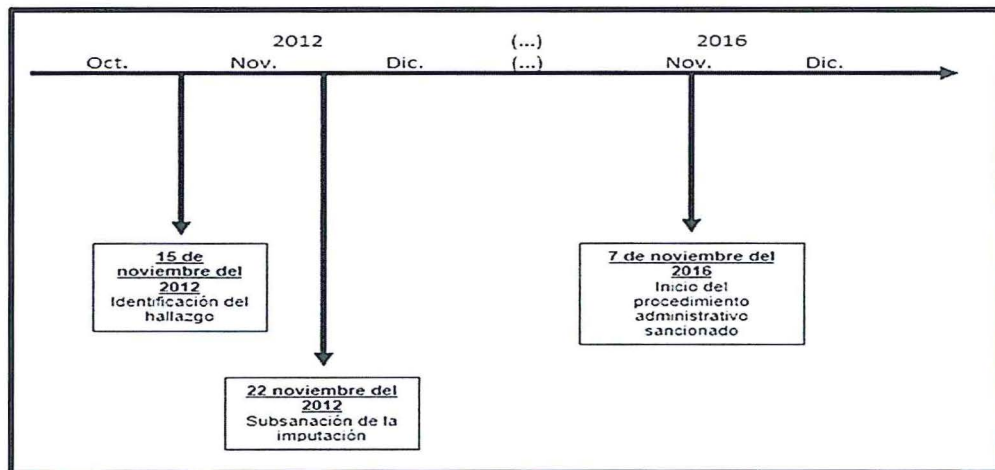 2012 (...) 2016
Oct. Nov. Dic. (...) Nov. Dic.
15 de
noviembre del
2012
Identificación del
hallazgo
7 de noviembre del
2016
Inicio del
procedimiento
administrativo
sancionado
22 noviembre del
2012
Subsanación de la
imputación